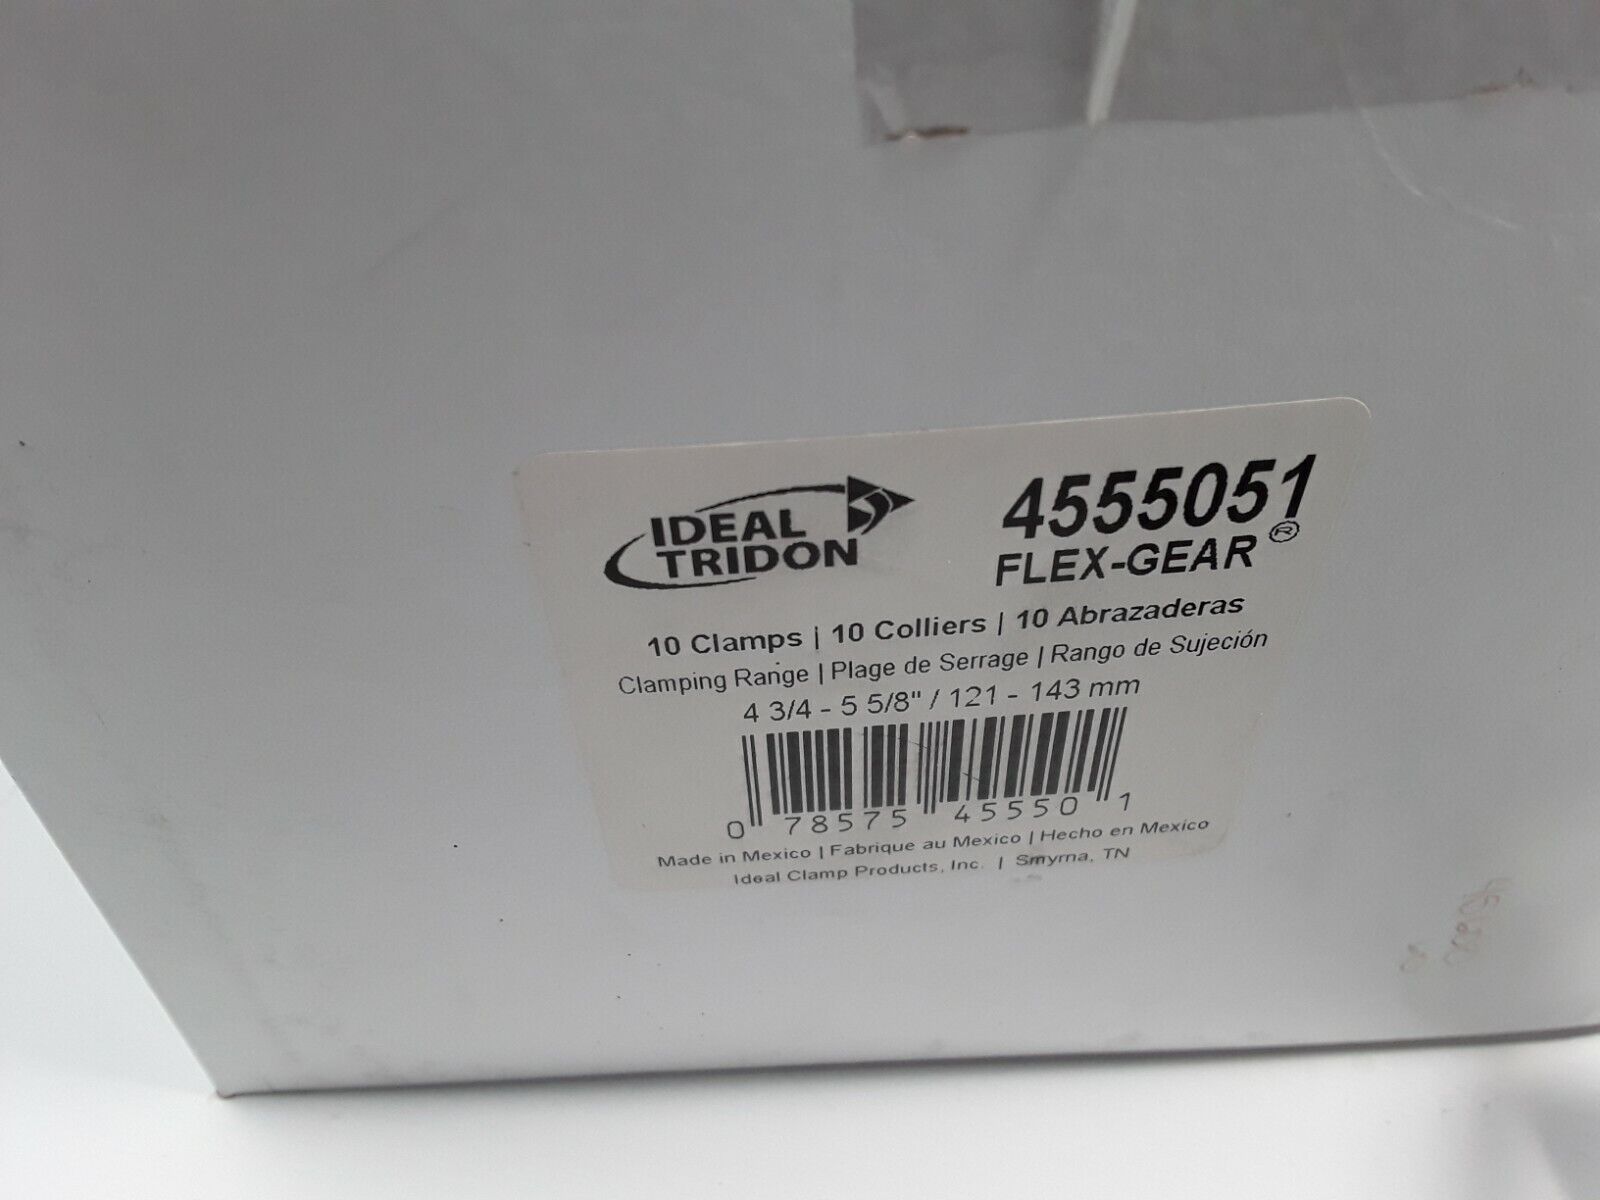 IDEAL
TRIDON
4555051
FLEX-GEAR®
10 Clamps | 10 Colliers | 10 Abrazaderas
Clamping Range | Plage de Serrage | Rango de Sujeción
4 3/4 - 5 5/8" / 121 - 143 mm
0 78575 45550 1
Made in Mexico | Fabrique au Mexico | Hecho en Mexico
Ideal Clamp Products, Inc. | Smyrna, TN